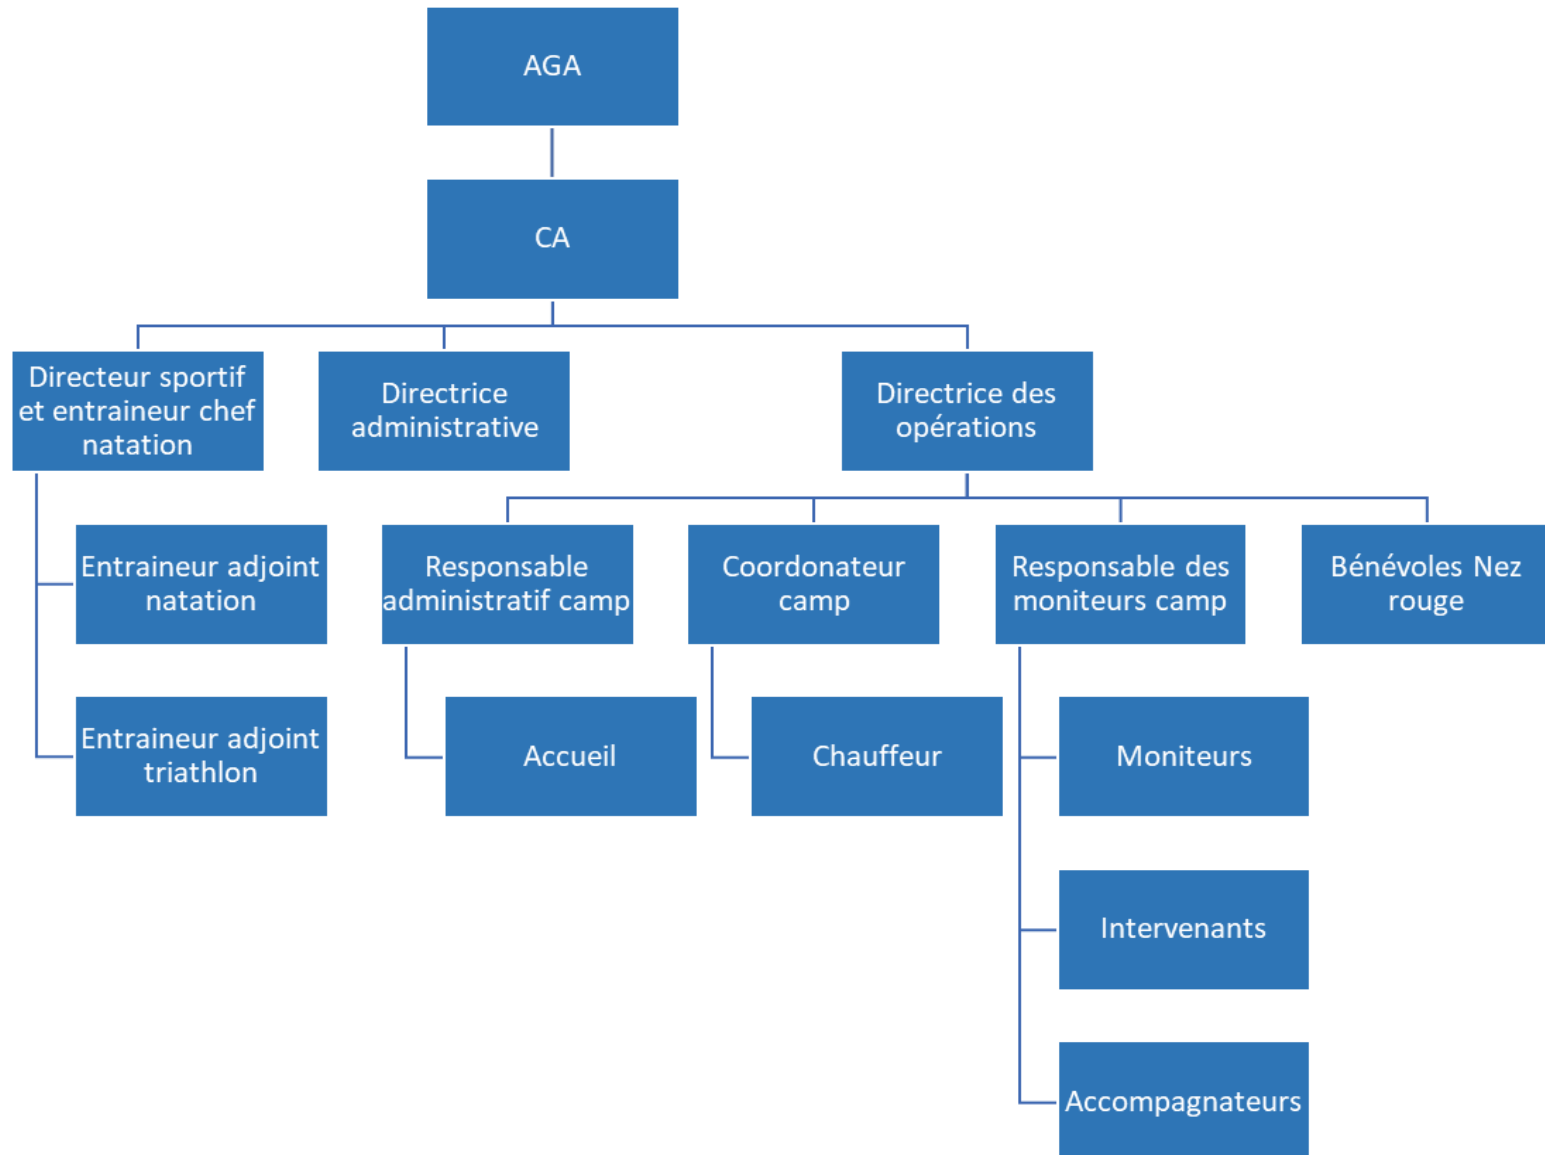 AGA
CA
Directeur sportif
et entraineur chef
natation
Directrice
administrative
Directrice des
opérations
Entraineur adjoint
natation
Responsable
administratif camp
Coordonateur
camp
Responsable des
moniteurs camp
Bénévoles Nez
rouge
Entraineur adjoint
triathlon
Accueil
Chauffeur
Moniteurs
Intervenants
Accompagnateurs